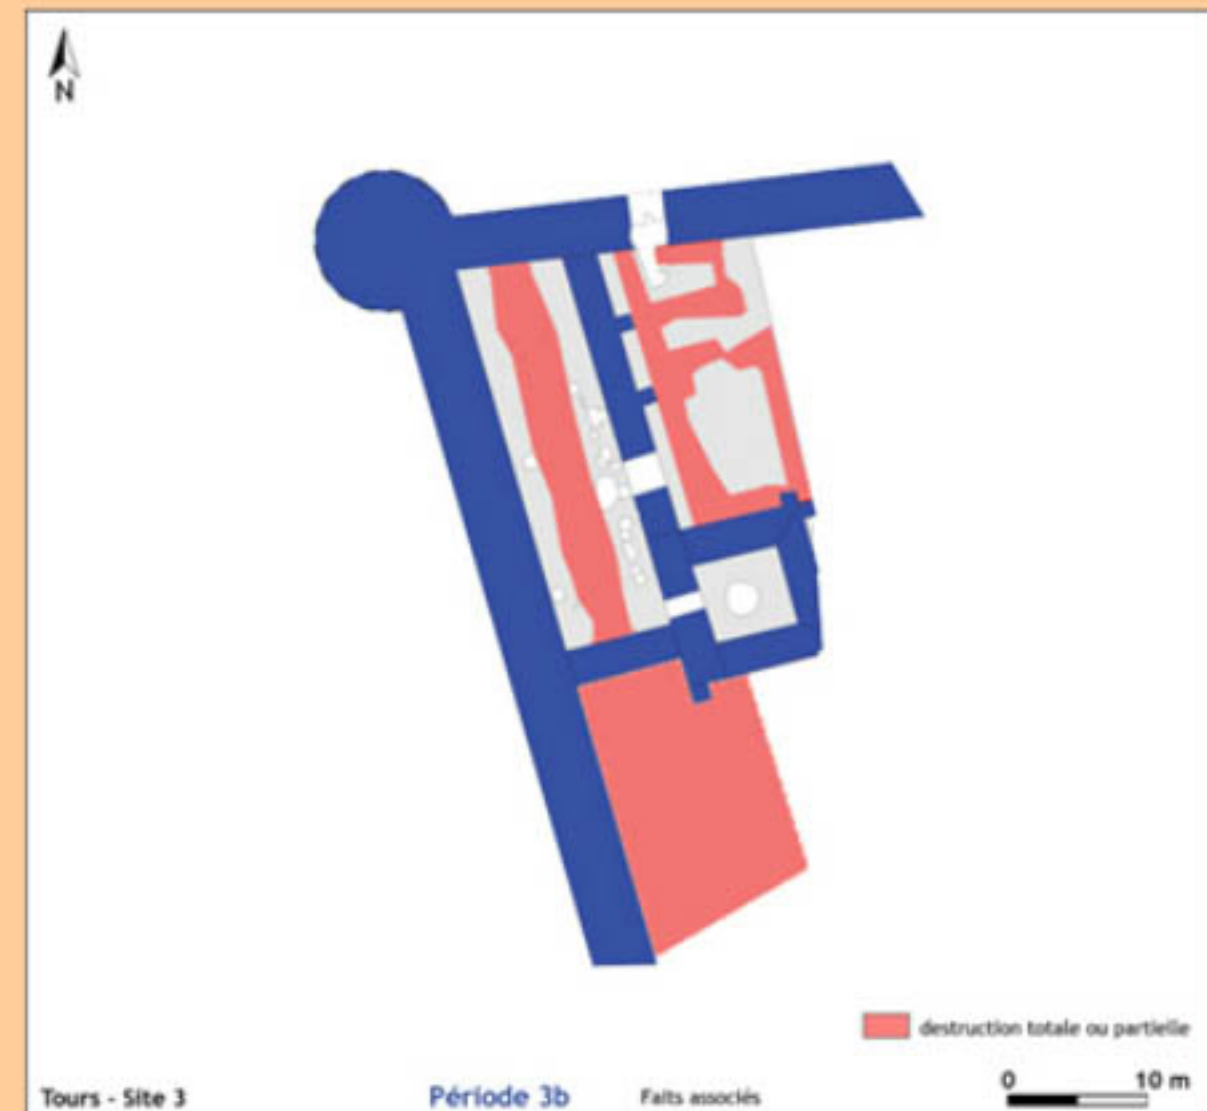 N
destruction totale ou partielle
0 10 m
Tours - Site 3 Période 3b Faits associés